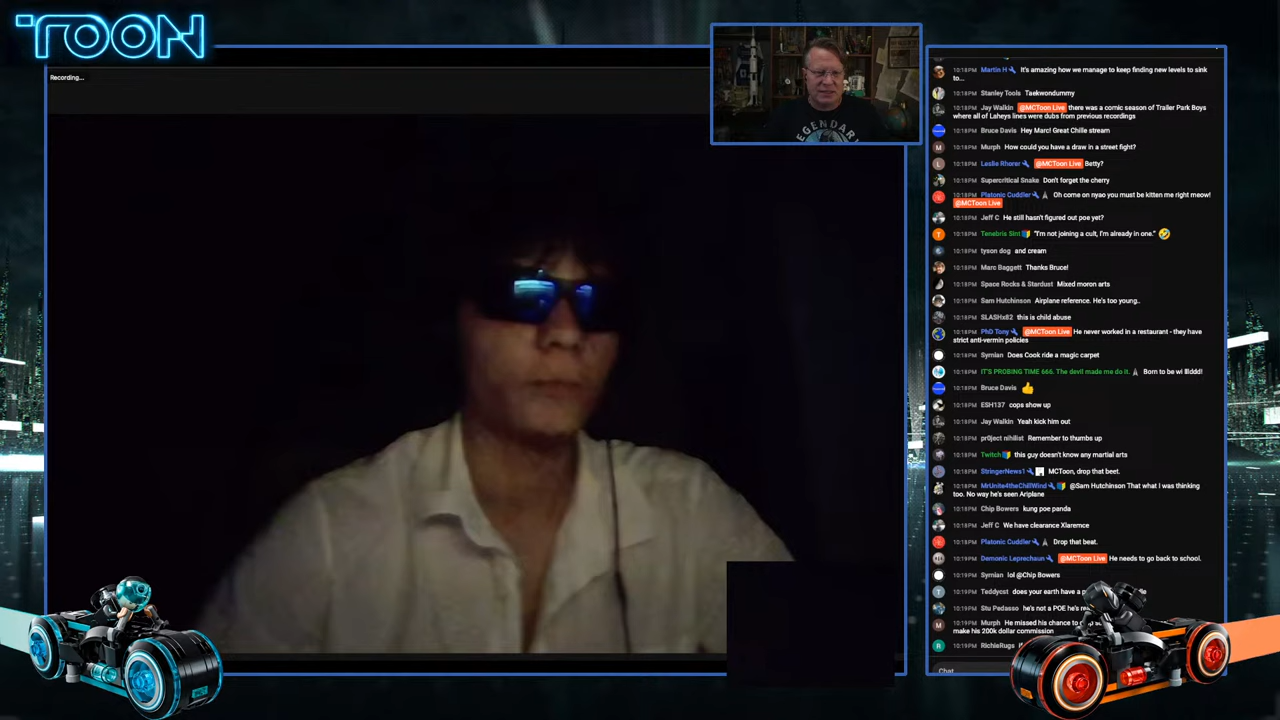 TOON
Recording...
LEGENDARY
10:18PM Martin H It's amazing how we manage to keep finding new levels to sink
to...
10:18PM Stanley Tools Taekwondummy
10:18PM Jay Walkin @MCToon Live there was a comic season of Trailer Park Boys
where all of Laheys lines were dubs from previous recordings
10:18PM Bruce Davis Hey Marc! Great Chille stream
10:18PM Murph How could you have a draw in a street fight?
10:18PM Leslie Rhorer @MCToon Live Betty?
10:18PM Supercritical Snake Don't forget the cherry
10:18PM Platonic Cuddler Oh come on nyao you must be kitten me right meow!
@MCToon Live
10:18PM Jeff C He still hasn't figured out poe yet?
10:18PM Tenebris Sint "I'm not joining a cult, I'm already in one." 🤣
10:18PM tyson dog and cream
10:18PM Marc Baggett Thanks Bruce!
10:18PM Space Rocks & Stardust Mixed moron arts
10:18PM Sam Hutchinson Airplane reference. He's too young..
10:18PM SLASHx82 this is child abuse
10:18PM PhD Tony @MCToon Live He never worked in a restaurant - they have
strict anti-vermin policies
10:18PM Symian Does Cook ride a magic carpet
10:18PM IT'S PROBING TIME 666. The devil made me do it. Born to be wi lllddd!
10:18PM Bruce Davis 👍
10:18PM ESH137 cops show up
10:18PM Jay Walkin Yeah kick him out
10:18PM pr0ject nihilist Remember to thumbs up
10:18PM Twitch this guy doesn't know any martial arts
10:18PM StringerNews1 MCToon, drop that beet.
10:18PM MrUnite4theChillWind @Sam Hutchinson That what I was thinking
too. No way he's seen Ariplane
10:18PM Chip Bowers kung poe panda
10:18PM Jeff C We have clearance Xlaremce
10:18PM Platonic Cuddler Drop that beat.
10:19PM Demonic Leprechaun @MCToon Live He needs to go back to school.
10:19PM Symian lol @Chip Bowers
10:19PM Teddycst does your earth have a
10:19PM Stu Pedasso he's not a POE he's
10:19PM Murph He missed his chance to
make his 200k dollar commission
10:19PM RichieRugs
Chat